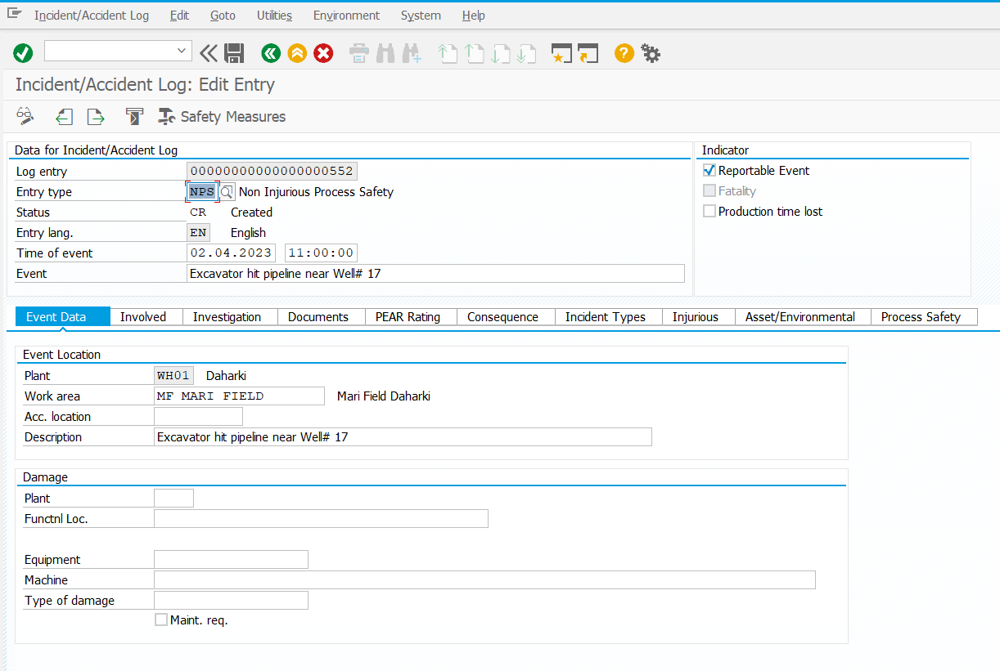 Incident/Accident Log Edit Goto Utilities Environment System Help
Incident/Accident Log: Edit Entry
Safety Measures
Data for Incident/Accident Log
Log entry 00000000000000000552
Entry type NPS Non Injurious Process Safety
Status CR Created
Entry lang. EN English
Time of event 02.04.2023 11:00:00
Event Excavator hit pipeline near Well# 17
Indicator
Reportable Event
Fatality
Production time lost
Event Data Involved Investigation Documents PEAR Rating Consequence Incident Types Injurious Asset/Environmental Process Safety
Event Location
Plant WH01 Daharki
Work area MF MARI FIELD Mari Field Daharki
Acc. location
Description Excavator hit pipeline near Well# 17
Damage
Plant
Functnl Loc.
Equipment
Machine
Type of damage
Maint. req.